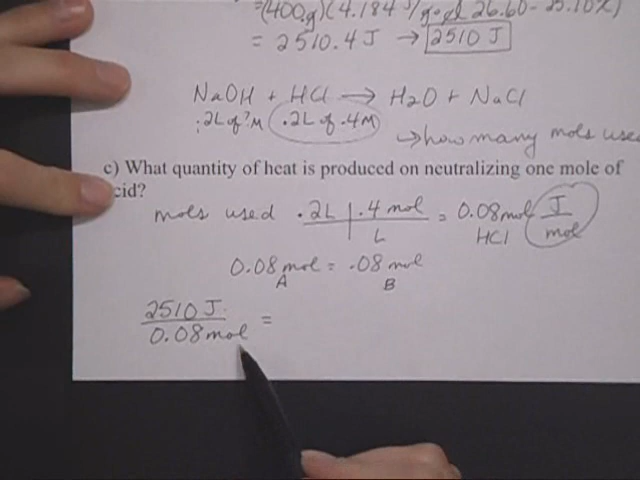 =(400.g)(4.184 J/g·°C)(26.60 - 25.10°C)
= 2510.4 J → 2510 J
NaOH + HCl → H2O + NaCl
.2L of ? M .2L of .4M
→ how many mols used
c) What quantity of heat is produced on neutralizing one mole of
cid?
mols used .2L | .4 mol / L = 0.08 mol HCl J/mol
0.08 mol A = .08 mol B
2510 J / 0.08 mol =